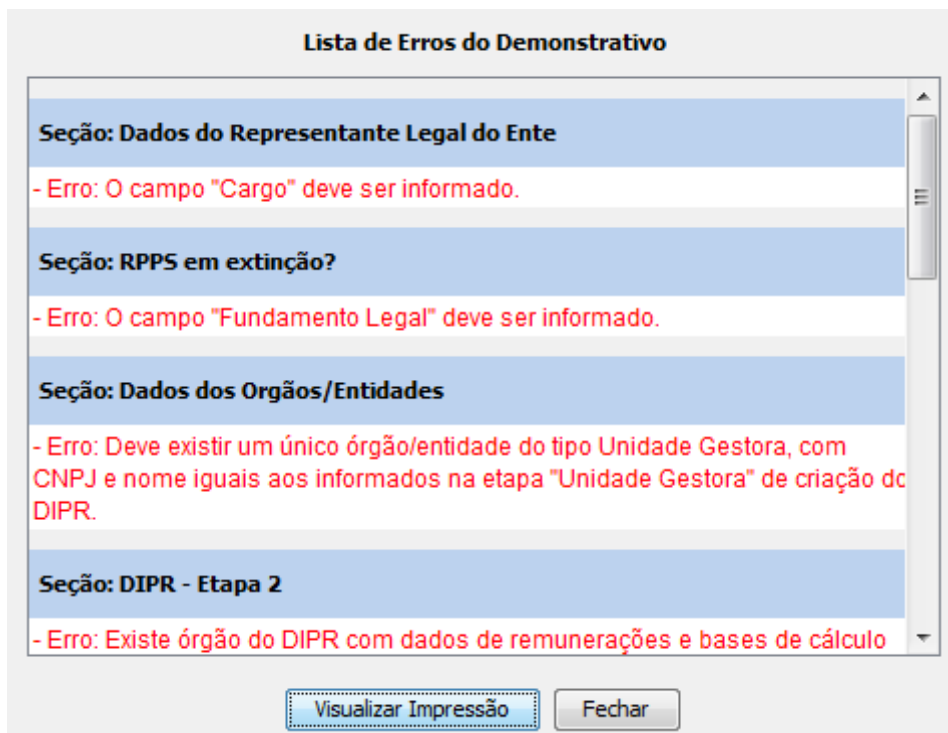 Lista de Erros do Demonstrativo
Seção: Dados do Representante Legal do Ente
- Erro: O campo "Cargo" deve ser informado.
Seção: RPPS em extinção?
- Erro: O campo "Fundamento Legal" deve ser informado.
Seção: Dados dos Orgãos/Entidades
- Erro: Deve existir um único órgão/entidade do tipo Unidade Gestora, com
CNPJ e nome iguais aos informados na etapa "Unidade Gestora" de criação do
DIPR.
Seção: DIPR - Etapa 2
- Erro: Existe órgão do DIPR com dados de remunerações e bases de cálculo
Visualizar Impressão
Fechar